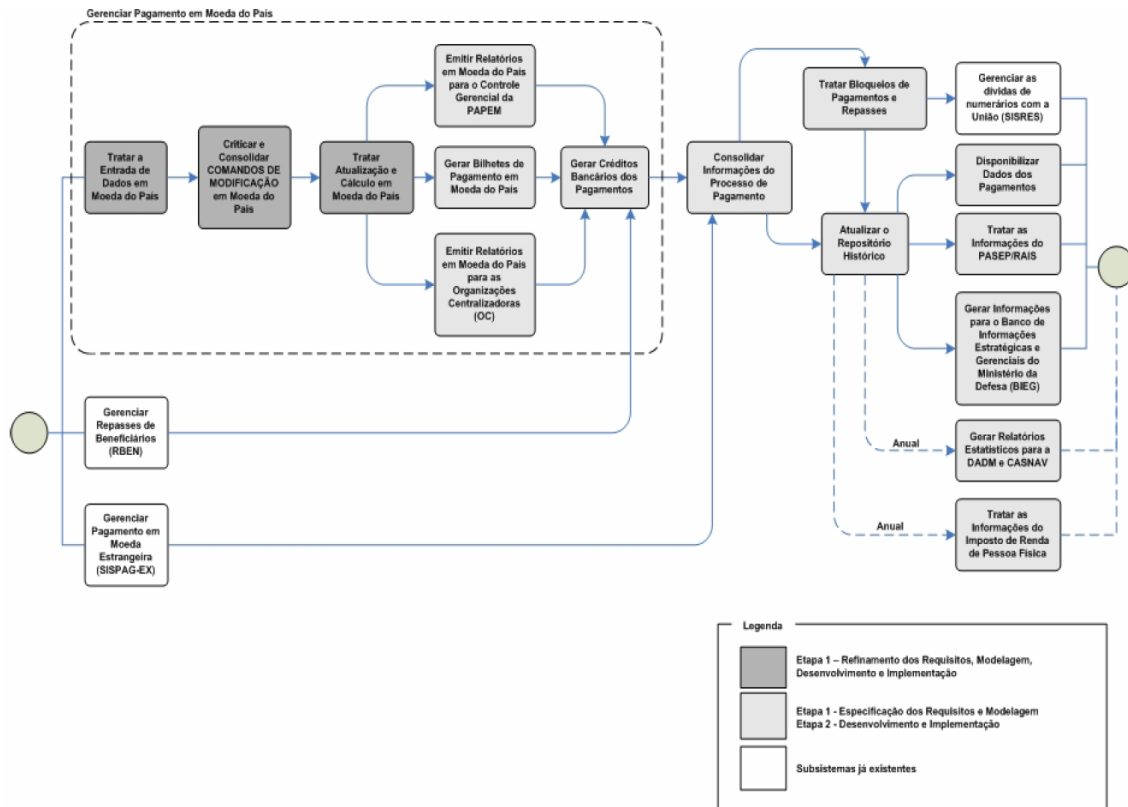 Gerenciar Pagamento em Moeda do País
Tratar a
Entrada de
Dados em
Moeda do País
Criticar e
Consolidar
COMANDOS DE
MODIFICAÇÃO
em Moeda do
País
Tratar
Atualização e
Cálculo em
Moeda do País
Emitir Relatórios
em Moeda do País
para o Controle
Gerencial da
PAPEM
Gerar Bilhetes de
Pagamento em
Moeda do País
Emitir Relatórios
em Moeda do País
para as
Organizações
Centralizadoras
(OC)
Gerar Créditos
Bancários dos
Pagamentos
Consolidar
Informações do
Processo de
Pagamento
Tratar Bloqueios de
Pagamentos e
Repasses
Atualizar o
Repositório
Histórico
Gerenciar as
dívidas de
numerários com a
União (SISRES)
Disponibilizar
Dados dos
Pagamentos
Tratar as
Informações do
PASEP/RAIS
Gerar Informações
para o Banco de
Informações
Estratégicas e
Gerenciais do
Ministério da
Defesa (BIEG)
Anual
Gerar Relatórios
Estatísticos para a
DADM e CASNAV
Anual
Tratar as
Informações do
Imposto de Renda
de Pessoa Física
Gerenciar
Repasses de
Beneficiários
(RBEN)
Gerenciar
Pagamento em
Moeda
Estrangeira
(SISPAG-EX)
Legenda
Etapa 1 – Refinamento dos Requisitos, Modelagem,
Desenvolvimento e Implementação
Etapa 1 - Especificação dos Requisitos e Modelagem
Etapa 2 - Desenvolvimento e Implementação
Subsistemas já existentes